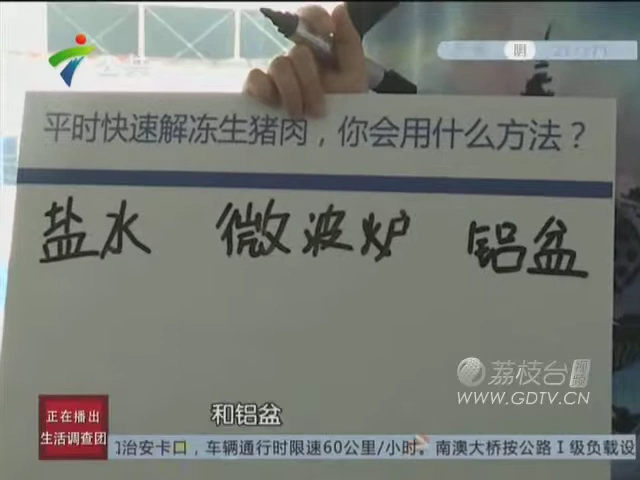 阴
平时快速解冻生猪肉，你会用什么方法？
盐水 微波炉 铝盆
荔枝台 视频
www.GDTV.CN
正在播出
生活调查团
和铝盆
治安卡口，车辆通行时限速60公里/小时。南澳大桥按公路Ⅰ级负载设